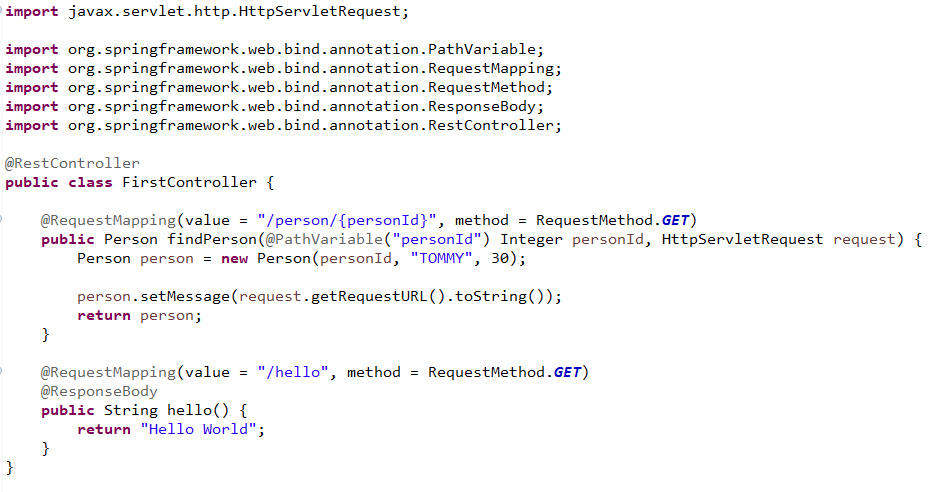 import javax.servlet.http.HttpServletRequest;

import org.springframework.web.bind.annotation.PathVariable;
import org.springframework.web.bind.annotation.RequestMapping;
import org.springframework.web.bind.annotation.RequestMethod;
import org.springframework.web.bind.annotation.ResponseBody;
import org.springframework.web.bind.annotation.RestController;

@RestController
public class FirstController {

    @RequestMapping(value = "/person/{personId}", method = RequestMethod.GET)
    public Person findPerson(@PathVariable("personId") Integer personId, HttpServletRequest request) {
        Person person = new Person(personId, "TOMMY", 30);

        person.setMessage(request.getRequestURL().toString());
        return person;
    }

    @RequestMapping(value = "/hello", method = RequestMethod.GET)
    @ResponseBody
    public String hello() {
        return "Hello World";
    }
}